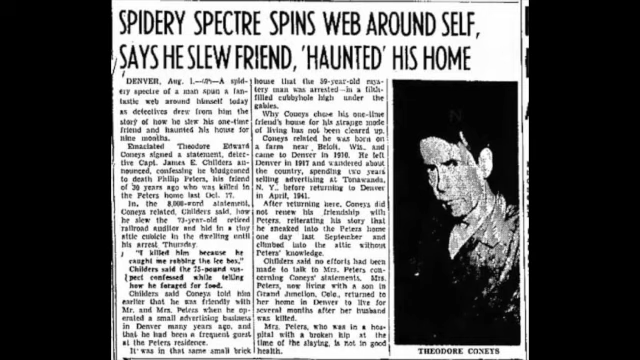 SPIDERY SPECTRE SPINS WEB AROUND SELF,
SAYS HE SLEW FRIEND, 'HAUNTED' HIS HOME
DENVER, Aug. 1.—(AP)—A spid-
ery spectre of a man spun a fan-
tastic web around himself today
as detectives drew from him the
story of how he slew his one-time
friend and haunted his house for
nine months.
Emaciated Theodore Edward
Coneys signed a statement, detec-
tive Capt. James E. Childers an-
nounced, confessing he bludgeoned
to death Philip Peters, his friend
of 30 years ago who was killed in
the Peters home last Oct. 17.
In the 8,000-word statement,
Coneys related, Childers said, how
he slew the 73-year-old retired
railroad auditor and hid in a tiny
attic cubicle in the dwelling until
his arrest Thursday.
"I killed him because he
caught me robbing the ice box,"
Childers said the 75-pound sus-
pect confessed while telling
how he foraged for food.
Childers said Coneys told him
earlier that he was friendly with
Mr. and Mrs. Peters when he op-
erated a small advertising business
in Denver many years ago, and
that he had been a frequent guest
at the Peters residence.
It was in that same small brick
house that the 59-year-old mys-
tery man was arrested—in a filth-
filled cubbyhole high under the
gables.
Why Coneys chose his one-time
friend's house for his strange mode
of living has not been cleared up.
Coneys related he was born on
a farm near Beloit, Wis., and
came to Denver in 1910. He left
Denver in 1917 and wandered about
the country, spending two years
selling advertising at Tonawanda,
N. Y., before returning to Denver
in April, 1941.
After returning here, Coneys did
not renew his friendship with
Peters, reiterating his story that
he sneaked into the Peters home
one day last September and
climbed into the attic without
Peters' knowledge.
Childers said no efforts had been
made to talk to Mrs. Peters con-
cerning Coneys' statements. Mrs.
Peters, now living with a son in
Grand Junction, Colo., returned to
her home in Denver to live for
several months after her husband
was killed.
Mrs. Peters, who was in a hos-
pital with a broken hip at the
time of the slaying, is not in good
health.
THEODORE CONEYS